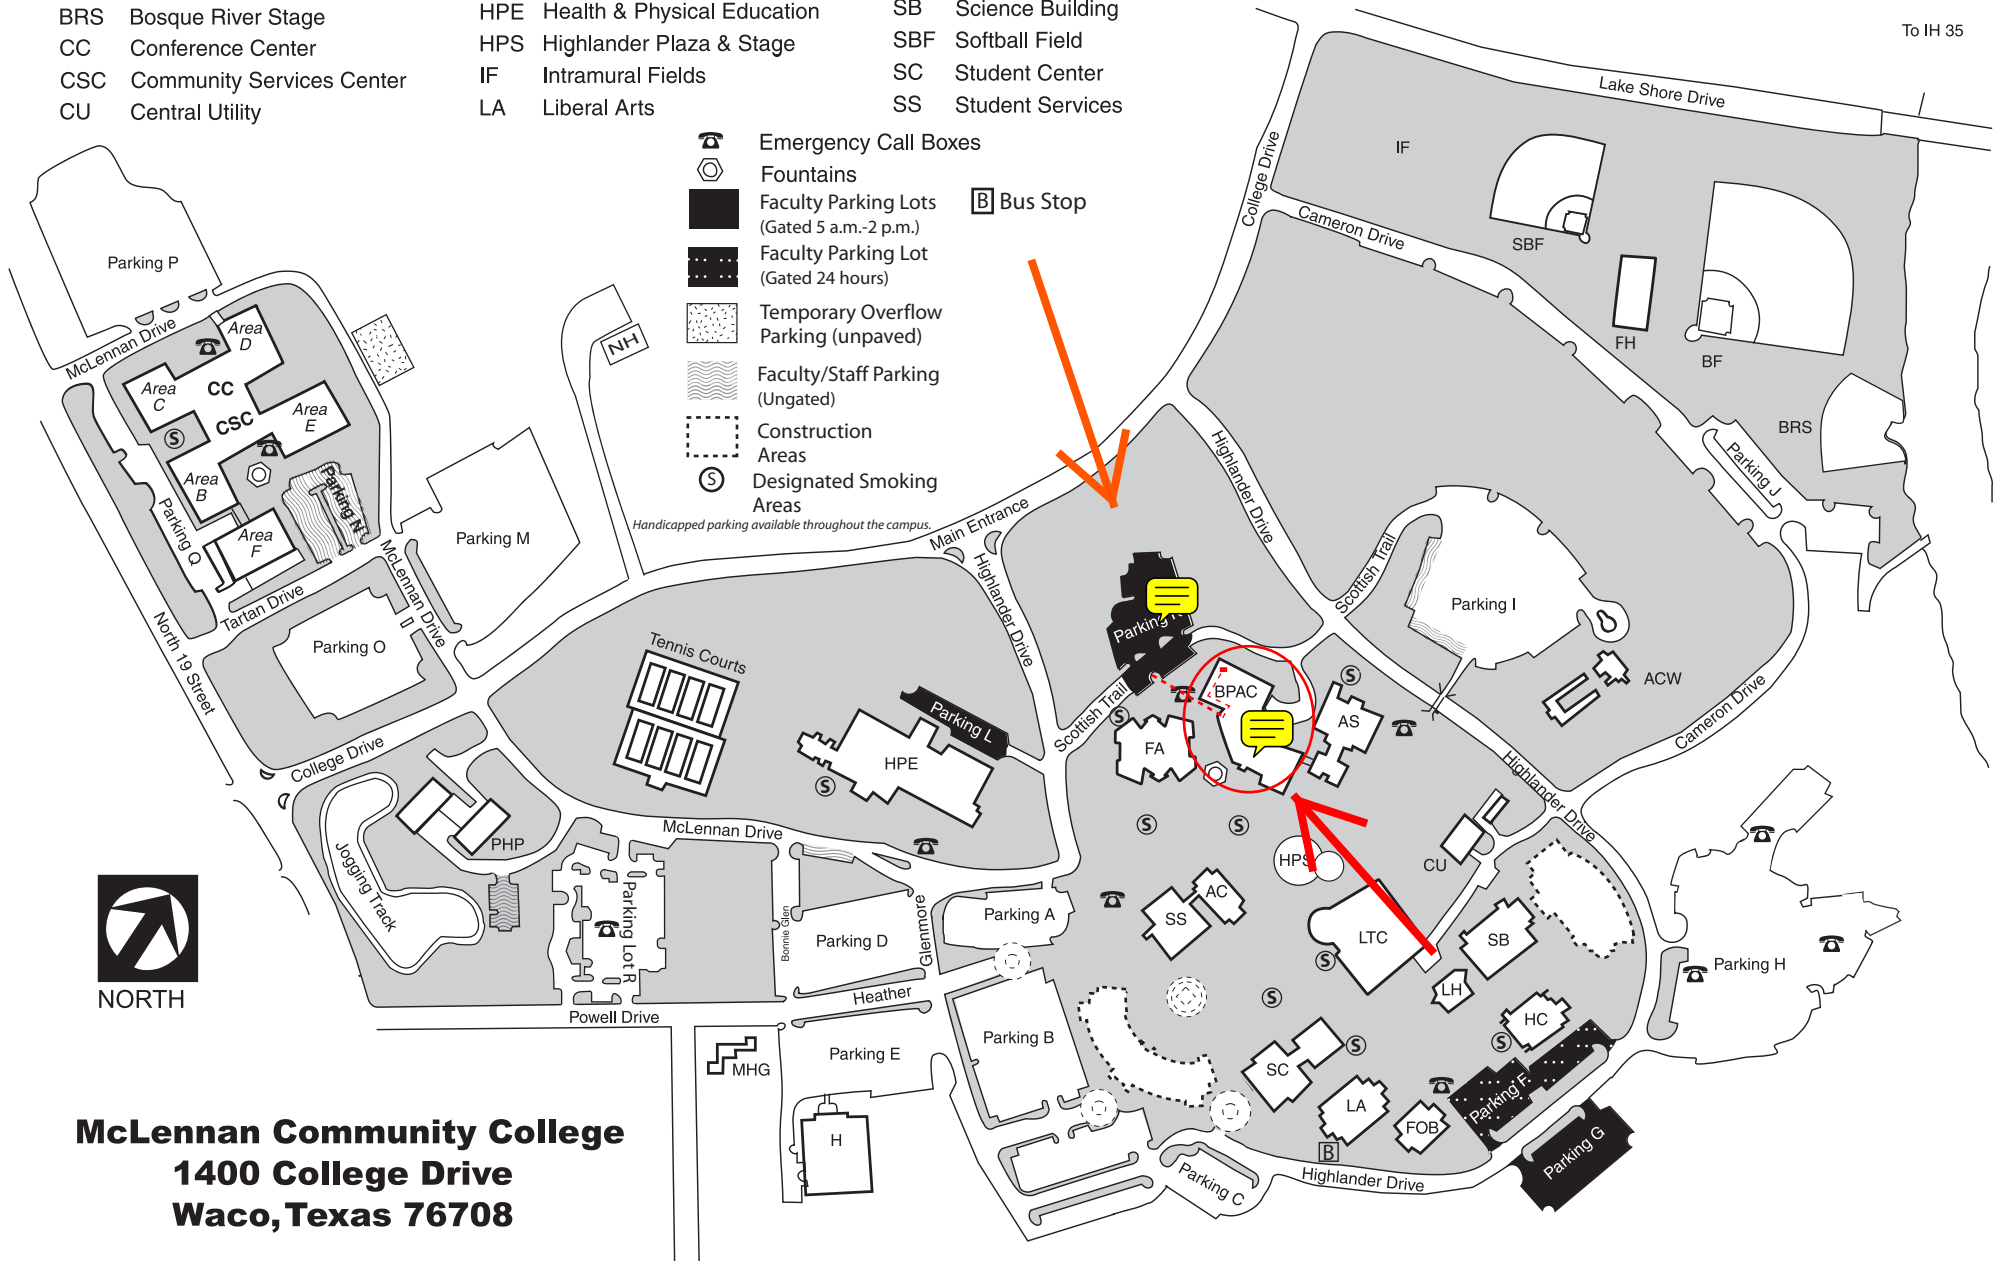 BRS Bosque River Stage
CC Conference Center
CSC Community Services Center
CU Central Utility
HPE Health & Physical Education
HPS Highlander Plaza & Stage
IF Intramural Fields
LA Liberal Arts
SB Science Building
SBF Softball Field
SC Student Center
SS Student Services
To IH 35
Emergency Call Boxes
Fountains
Faculty Parking Lots
(Gated 5 a.m.-2 p.m.)
B Bus Stop
Faculty Parking Lot
(Gated 24 hours)
Temporary Overflow
Parking (unpaved)
Faculty/Staff Parking
(Ungated)
Construction
Areas
S Designated Smoking
Areas
Handicapped parking available throughout the campus.
Lake Shore Drive
College Drive
Cameron Drive
IF
SBF
FH
BF
BRS
Parking J
Parking P
McLennan Drive
Area
D
Area
C
CC
CSC
Area
E
Area
B
Area
F
S
Parking N
Parking Q
NH
Parking M
Tartan Drive
McLennan Drive
Parking O
North 19 Street
College Drive
Main Entrance
Highlander Drive
Highlander Drive
Scottish Trail
Parking I
ACW
Cameron Drive
Tennis Courts
Parking L
HPE
S
Parking
Scottish Trail
BPAC
S
FA
S
AS
Highlander Drive
McLennan Drive
PHP
Jogging Track
Parking Lot R
Bonnie Glen
Parking D
Glenmore
Parking A
S
S
HPS
CU
AC
SS
LTC
S
SB
LH
HC
S
Parking H
Heather
Powell Drive
MHG
Parking E
H
Parking B
S
S
SC
LA
FOB
B
Parking F
Parking G
Parking C
Highlander Drive
NORTH
McLennan Community College
1400 College Drive
Waco, Texas 76708